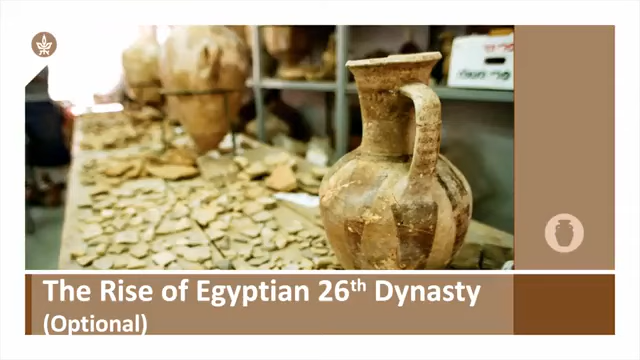 The Rise of Egyptian 26th Dynasty
(Optional)